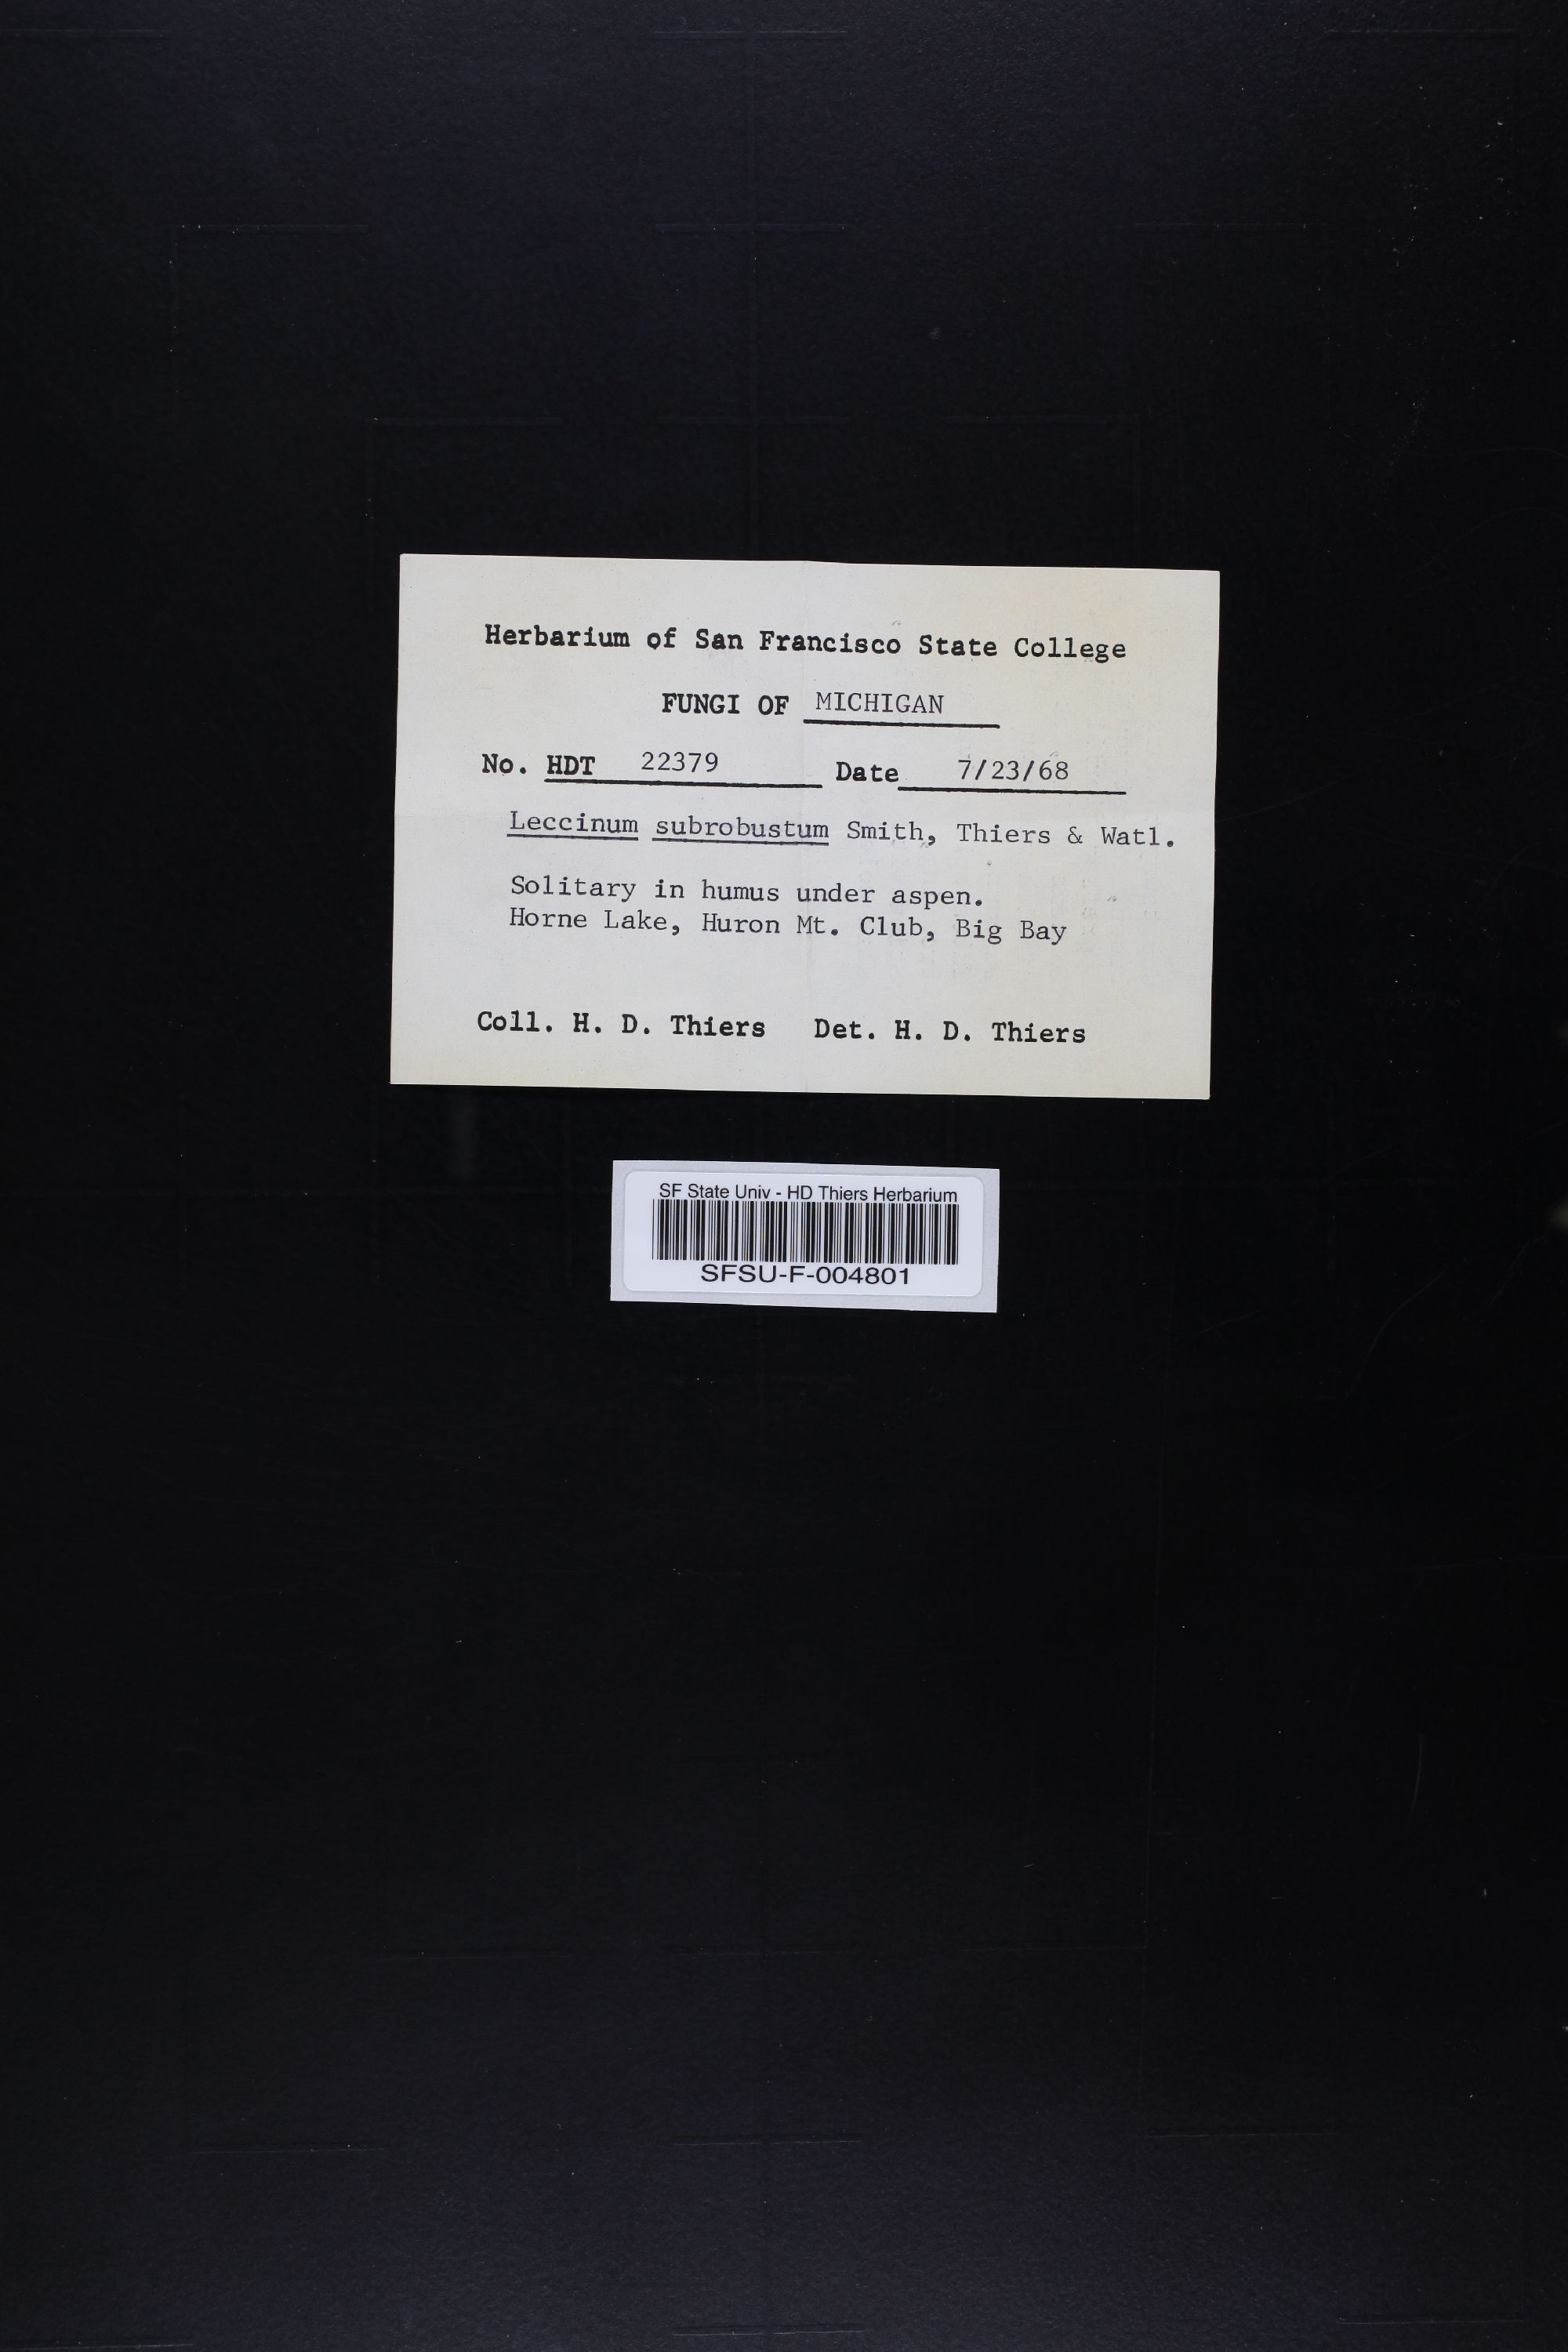 Herbarium of San Francisco State College
FUNGI OF MICHIGAN
No. HDT 22379 Date 7/23/68
Leccinum subrobustum Smith, Thiers & Watl.
Solitary in humus under aspen.
Horne Lake, Huron Mt. Club, Big Bay
Coll. H. D. Thiers Det. H. D. Thiers
SF State Univ - HD Thiers Herbarium
SFSU-F-004801